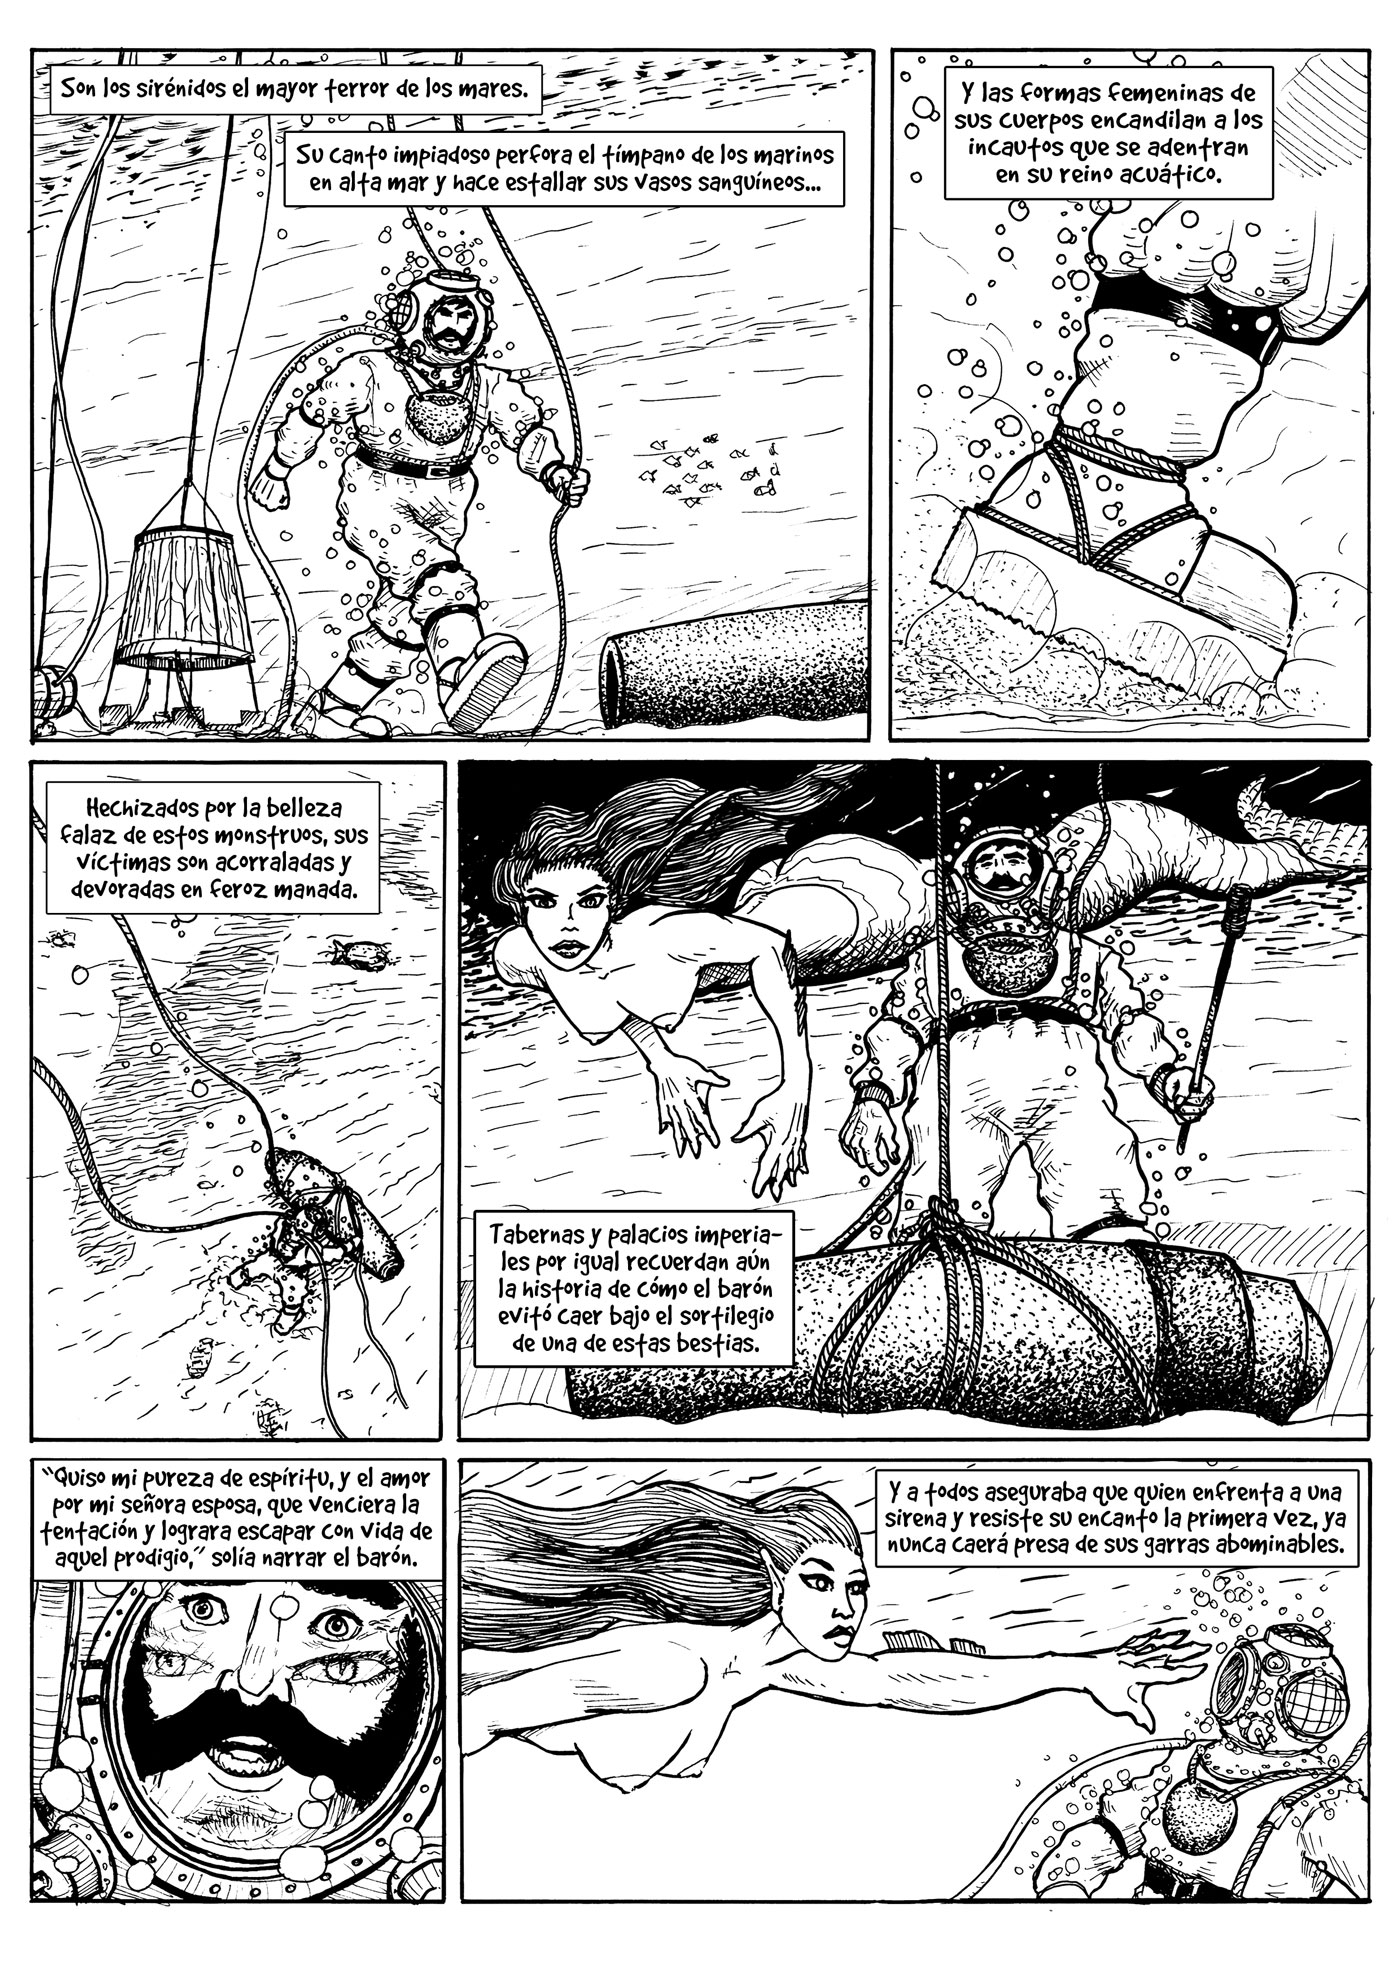 Son los sirénidos el mayor terror de los mares.
Su canto impiadoso perfora el tímpano de los marinos
en alta mar y hace estallar sus vasos sanguíneos...
Y las formas femeninas de
sus cuerpos encandilan a los
incautos que se adentran
en su reino acuático.
Hechizados por la belleza
falaz de estos monstruos, sus
víctimas son acorraladas y
devoradas en feroz manada.
Tabernas y palacios imperia-
les por igual recuerdan aún
la historia de cómo el barón
evitó caer bajo el sortilegio
de una de estas bestias.
"Quiso mi pureza de espíritu, y el amor
por mi señora esposa, que venciera la
tentación y lograra escapar con vida de
aquel prodigio," solía narrar el barón.
Y a todos aseguraba que quien enfrenta a una
sirena y resiste su encanto la primera vez, ya
nunca caerá presa de sus garras abominables.